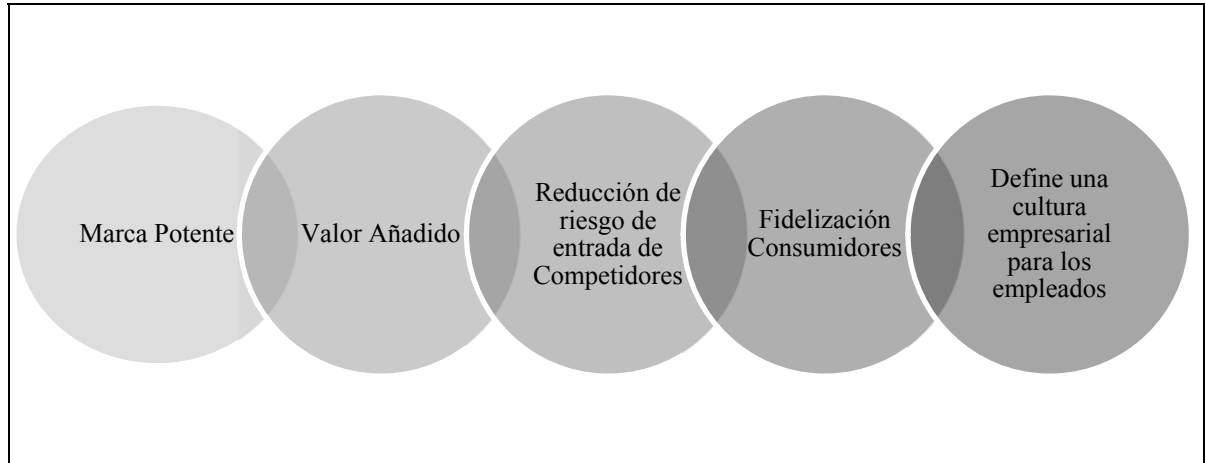 Marca Potente
Valor Añadido
Reducción de
riesgo de
entrada de
Competidores
Fidelización
Consumidores
Define una
cultura
empresarial
para los
empleados